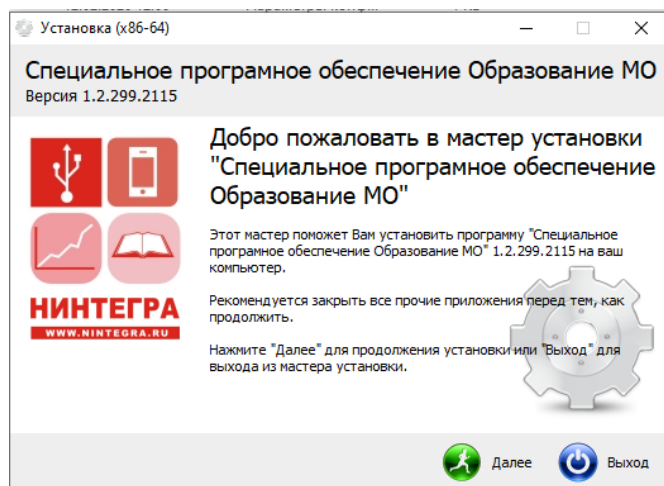 Установка (x86-64)
Специальное програмное обеспечение Образование МО
Версия 1.2.299.2115
Добро пожаловать в мастер установки
"Специальное програмное обеспечение
Образование МО"
Этот мастер поможет Вам установить программу "Специальное
програмное обеспечение Образование МО" 1.2.299.2115 на ваш
компьютер.
Рекомендуется закрыть все прочие приложения перед тем, как
продолжить.
Нажмите "Далее" для продолжения установки или "Выход" для
выхода из мастера установки.
НИНТЕГРА
WWW.NINTEGRA.RU
Далее
Выход